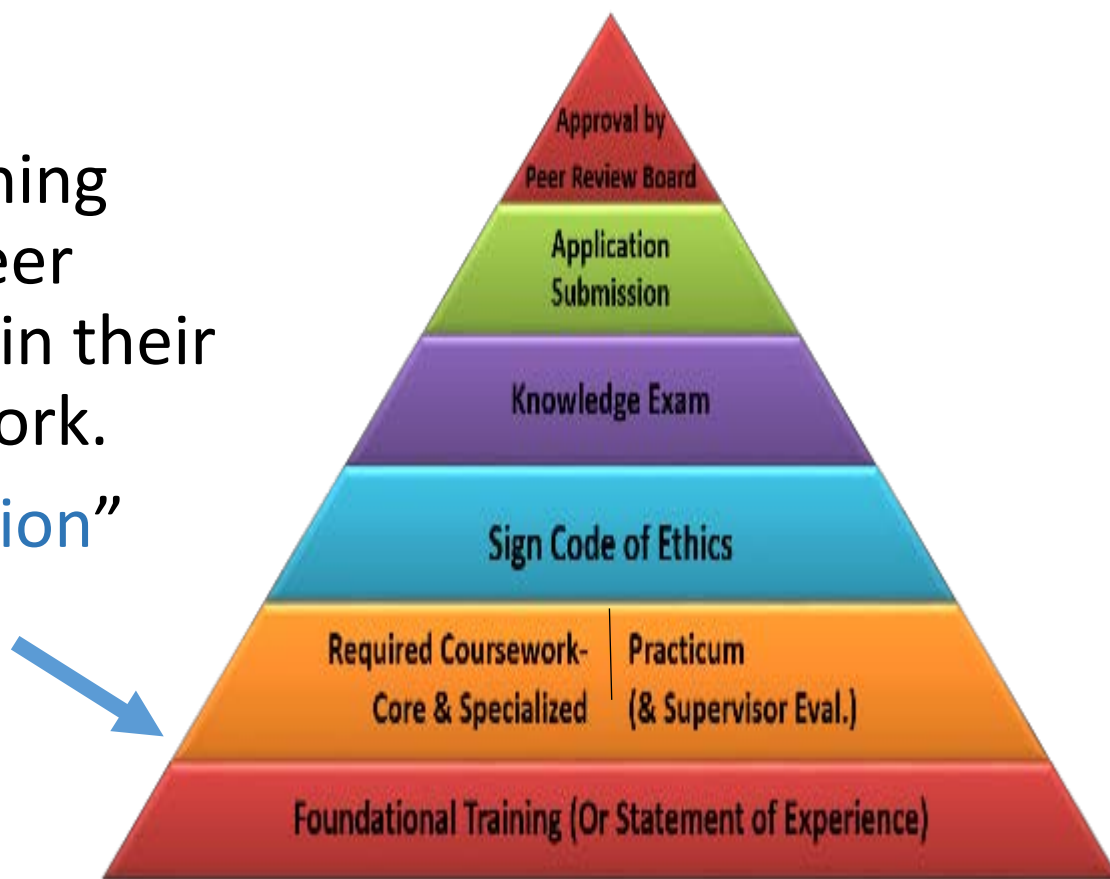 ning
eer
in their
ork.
ion”
Approval by
Peer Review Board
Application
Submission
Knowledge Exam
Sign Code of Ethics
Required Coursework-
Core & Specialized
Practicum
(& Supervisor Eval.)
Foundational Training (Or Statement of Experience)